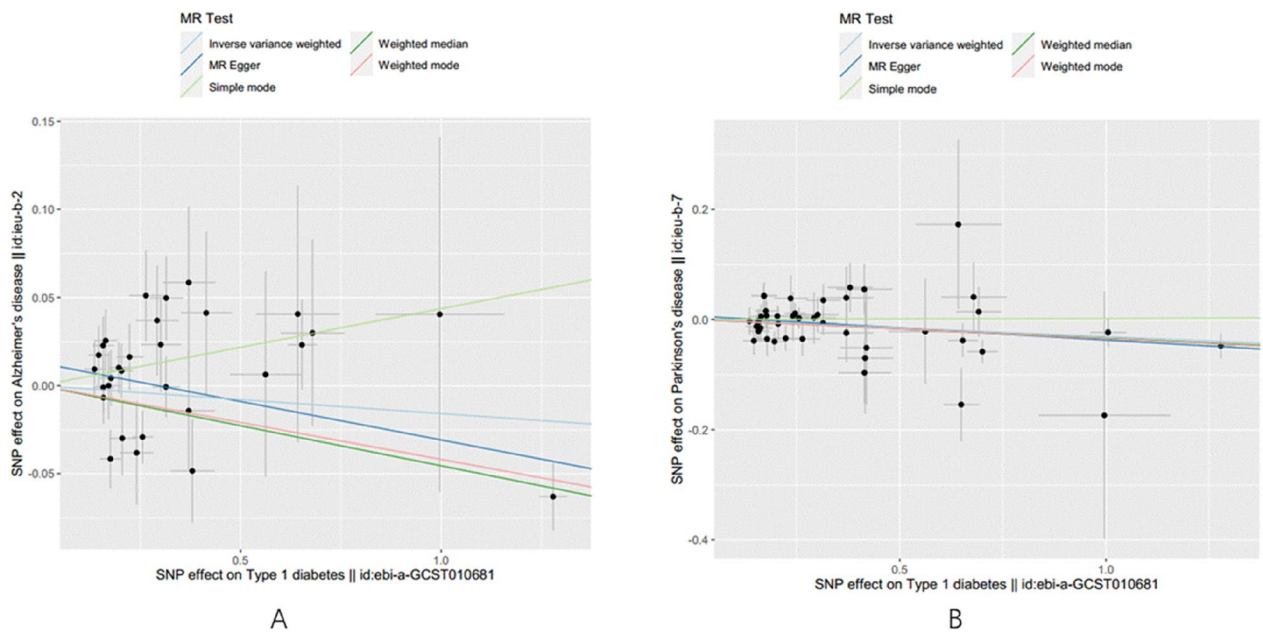 MR Test
Inverse variance weighted
Weighted median
MR Egger
Weighted mode
Simple mode
0.15
0.10
0.05
0.00
-0.05
SNP effect on Alzheimer's disease || id:ieu-b-2
0.5
1.0
SNP effect on Type 1 diabetes || id:ebi-a-GCST010681
A
MR Test
Inverse variance weighted
Weighted median
MR Egger
Weighted mode
Simple mode
0.2
0.0
-0.2
-0.4
SNP effect on Parkinson's disease || id:ieu-b-7
0.5
1.0
SNP effect on Type 1 diabetes || id:ebi-a-GCST010681
B